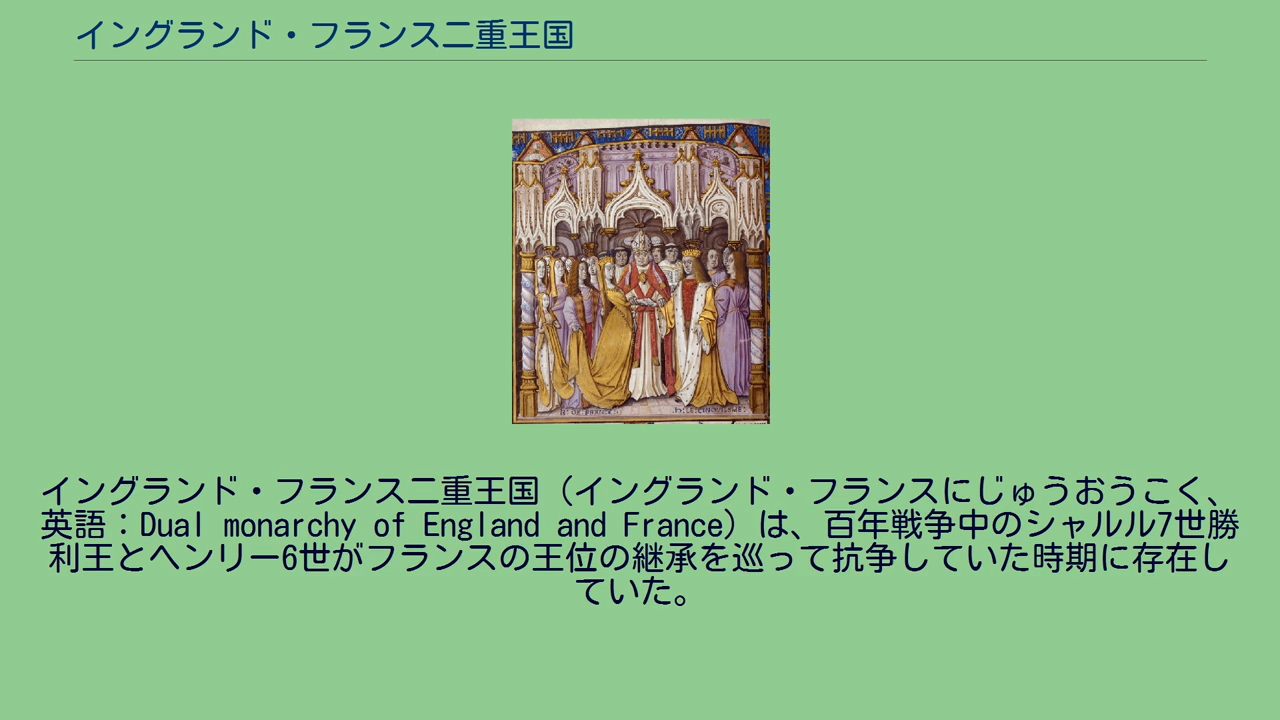 イングランド・フランス二重王国
イングランド・フランス二重王国（イングランド・フランスにじゅうおうこく、
英語：Dual monarchy of England and France）は、百年戦争中のシャルル7世勝
利王とヘンリー6世がフランスの王位の継承を巡って抗争していた時期に存在し
ていた。